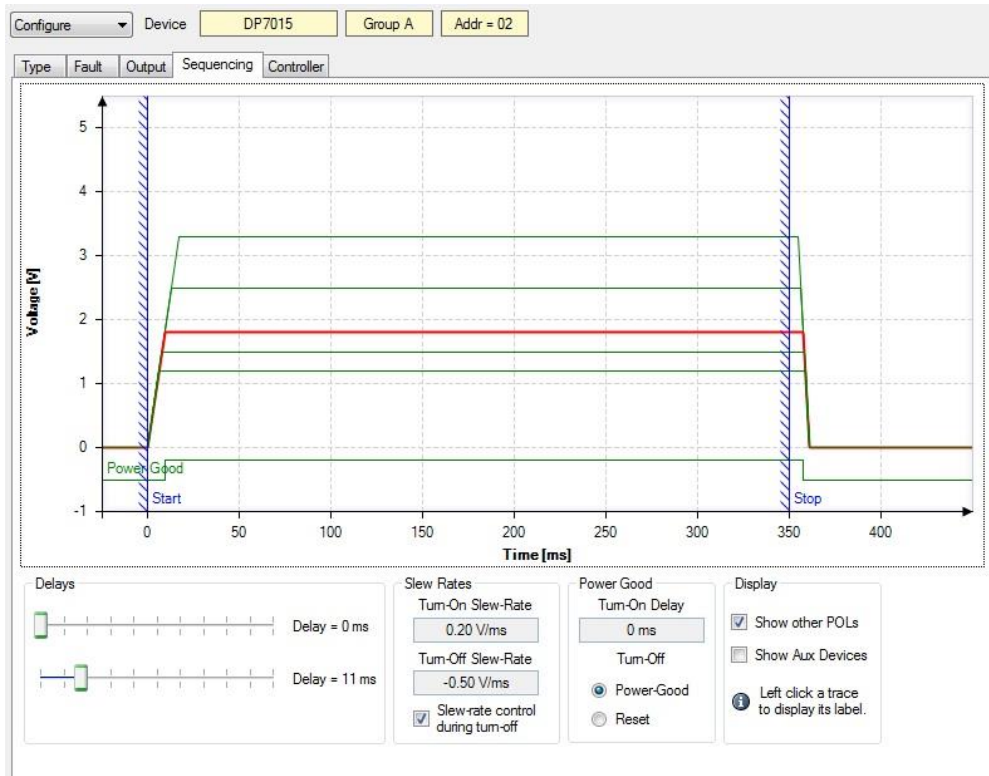 Configure Device DP7015 Group A Addr = 02
Type Fault Output Sequencing Controller
5
4
3
2
1
0
-1
Voltage [V]
Power-Good
Start
Stop
0 50 100 150 200 250 300 350 400
Time [ms]
Delays
Delay = 0 ms
Delay = 11 ms
Slew Rates
Turn-On Slew-Rate
0.20 V/ms
Turn-Off Slew-Rate
-0.50 V/ms
Slew-rate control
during turn-off
Power Good
Turn-On Delay
0 ms
Turn-Off
Power-Good
Reset
Display
Show other POLs
Show Aux Devices
Left click a trace
to display its label.